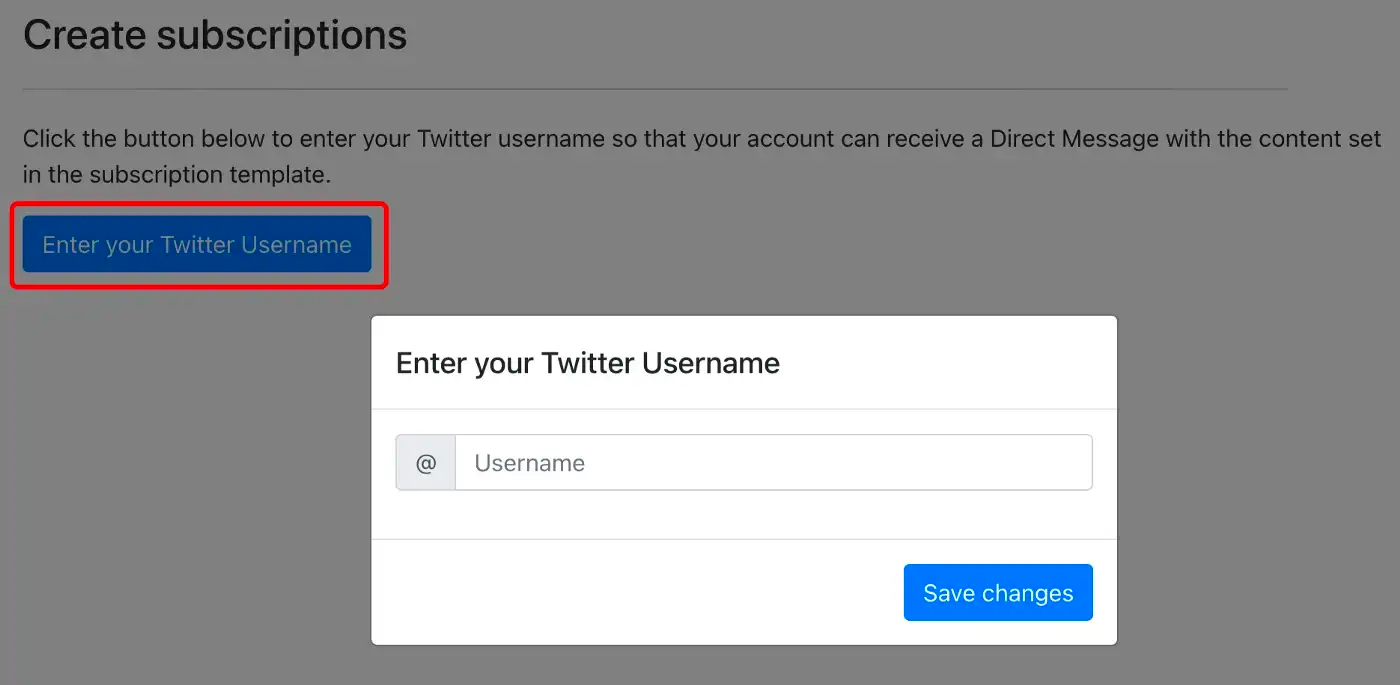 Create subscriptions
Click the button below to enter your Twitter username so that your account can receive a Direct Message with the content set
in the subscription template.
Enter your Twitter Username
Enter your Twitter Username
@ Username
Save changes